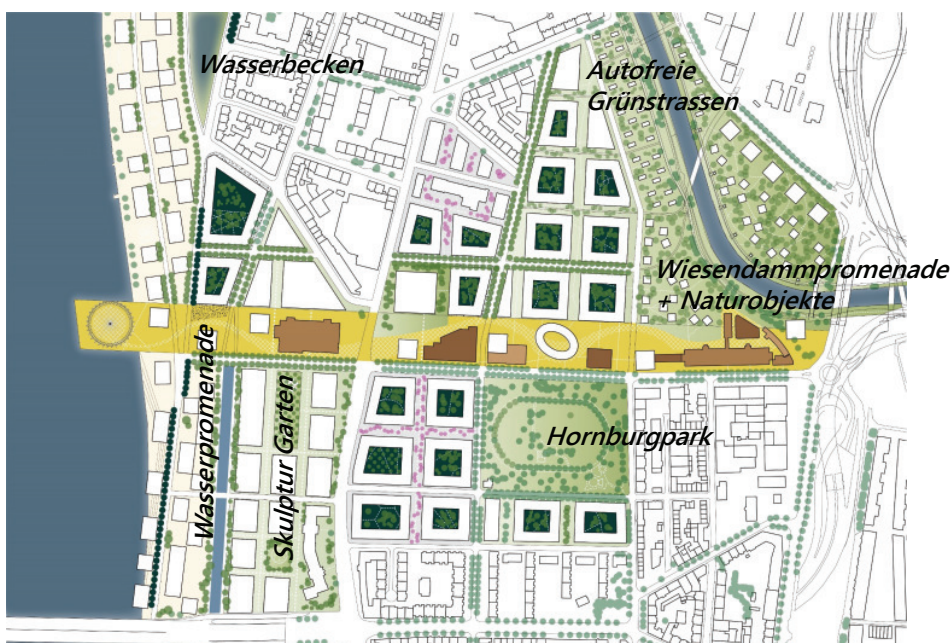 Wasserbecken
Autofreie
Grünstrassen
Wiesendammpromenade
+ Naturobjekte
Wasserpromenade
Skulptur Garten
Hornburgpark